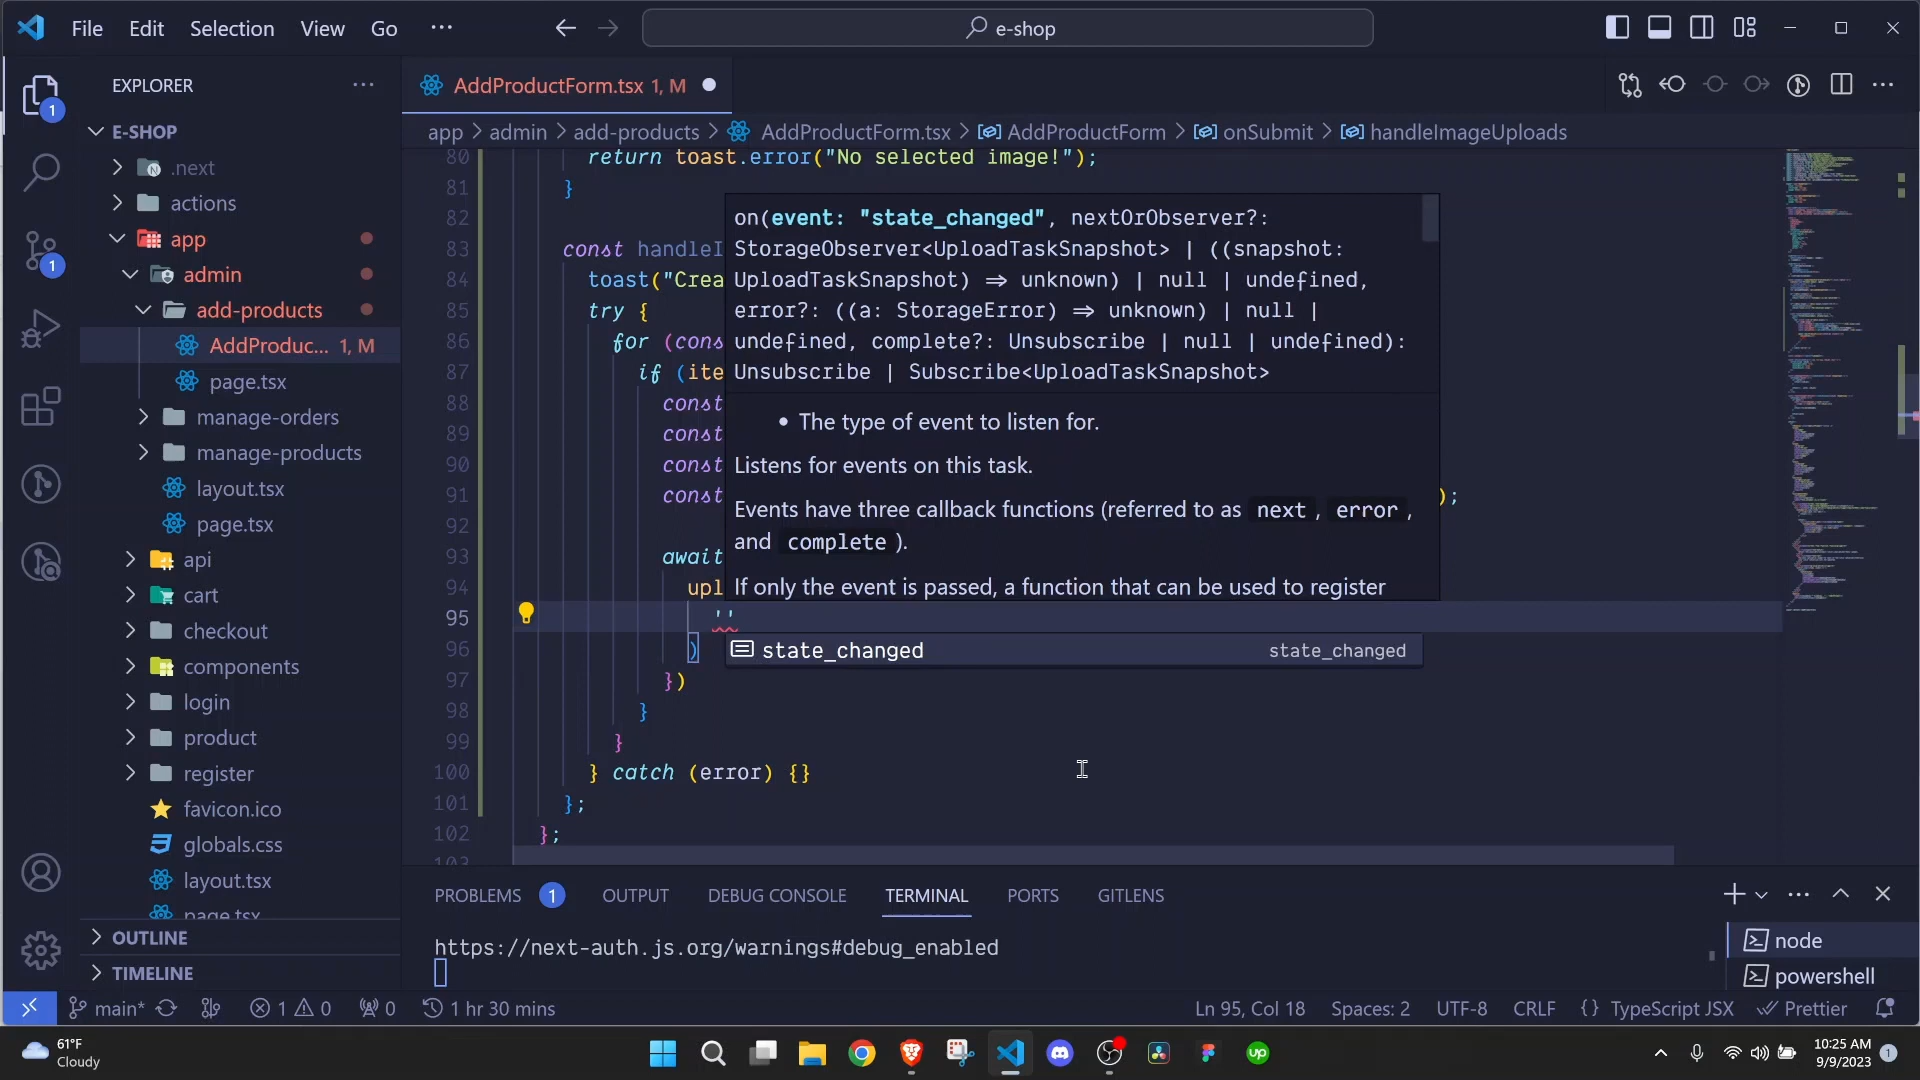 File Edit Selection View Go ···
e-shop
EXPLORER ···
AddProductForm.tsx 1, M
E-SHOP
app > admin > add-products > AddProductForm.tsx > AddProductForm > onSubmit > handleImageUploads
.next
actions
app
admin
add-products
AddProduc... 1, M
page.tsx
manage-orders
manage-products
layout.tsx
page.tsx
api
cart
checkout
components
login
product
register
favicon.ico
globals.css
layout.tsx
page.tsx
OUTLINE
TIMELINE
1
1
80 return toast.error("No selected image!");
81 }
82
83 const handleI
84 toast("Crea
85 try {
86 for (cons
87 if (ite
88 const
89 const
90 const
91 const );
92
93 await
94 upl
95 ''
96 )
97 })
98 }
99 }
100 } catch (error) {}
101 };
102 };
103
on(event: "state_changed", nextOrObserver?:
StorageObserver<UploadTaskSnapshot> | ((snapshot:
UploadTaskSnapshot) => unknown) | null | undefined,
error?: ((a: StorageError) => unknown) | null |
undefined, complete?: Unsubscribe | null | undefined):
Unsubscribe | Subscribe<UploadTaskSnapshot>
• The type of event to listen for.
Listens for events on this task.
Events have three callback functions (referred to as next, error,
and complete ).
If only the event is passed, a function that can be used to register
state_changed state_changed
PROBLEMS 1 OUTPUT DEBUG CONSOLE TERMINAL PORTS GITLENS
https://next-auth.js.org/warnings#debug_enabled
node
powershell
main* 1 0 0 1 hr 30 mins Ln 95, Col 18 Spaces: 2 UTF-8 CRLF {} TypeScript JSX Prettier
61°F
Cloudy
up
10:25 AM
9/9/2023
1